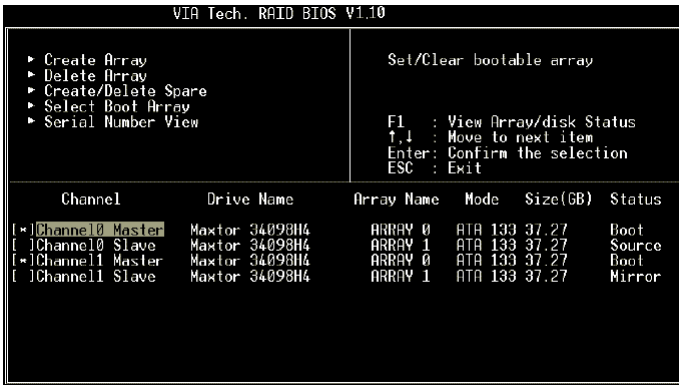 VIA Tech. RAID BIOS V1.10
► Create Array
► Delete Array
► Create/Delete Spare
► Select Boot Array
► Serial Number View
Set/Clear bootable array
F1 : View Array/disk Status
↑,↓ : Move to next item
Enter: Confirm the selection
ESC : Exit
Channel Drive Name Array Name Mode Size(GB) Status
[*]Channel0 Master Maxtor 34098H4 ARRAY 0 ATA 133 37.27 Boot
[ ]Channel0 Slave Maxtor 34098H4 ARRAY 1 ATA 133 37.27 Source
[*]Channel1 Master Maxtor 34098H4 ARRAY 0 ATA 133 37.27 Boot
[ ]Channel1 Slave Maxtor 34098H4 ARRAY 1 ATA 133 37.27 Mirror